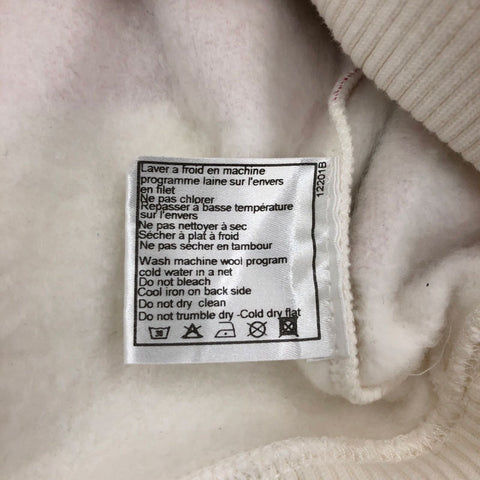 Laver a froid en machine
programme laine sur l'envers
en filet
Ne pas chlorer
Repasser a basse température
sur l'envers
Ne pas nettoyer à sec
Sécher à plat à froid
Ne pas sécher en tambour
Wash machine wool program
cold water in a net
Do not bleach
Cool iron on back side
Do not dry clean
Do not trumble dry -Cold dry flat
30
12201B